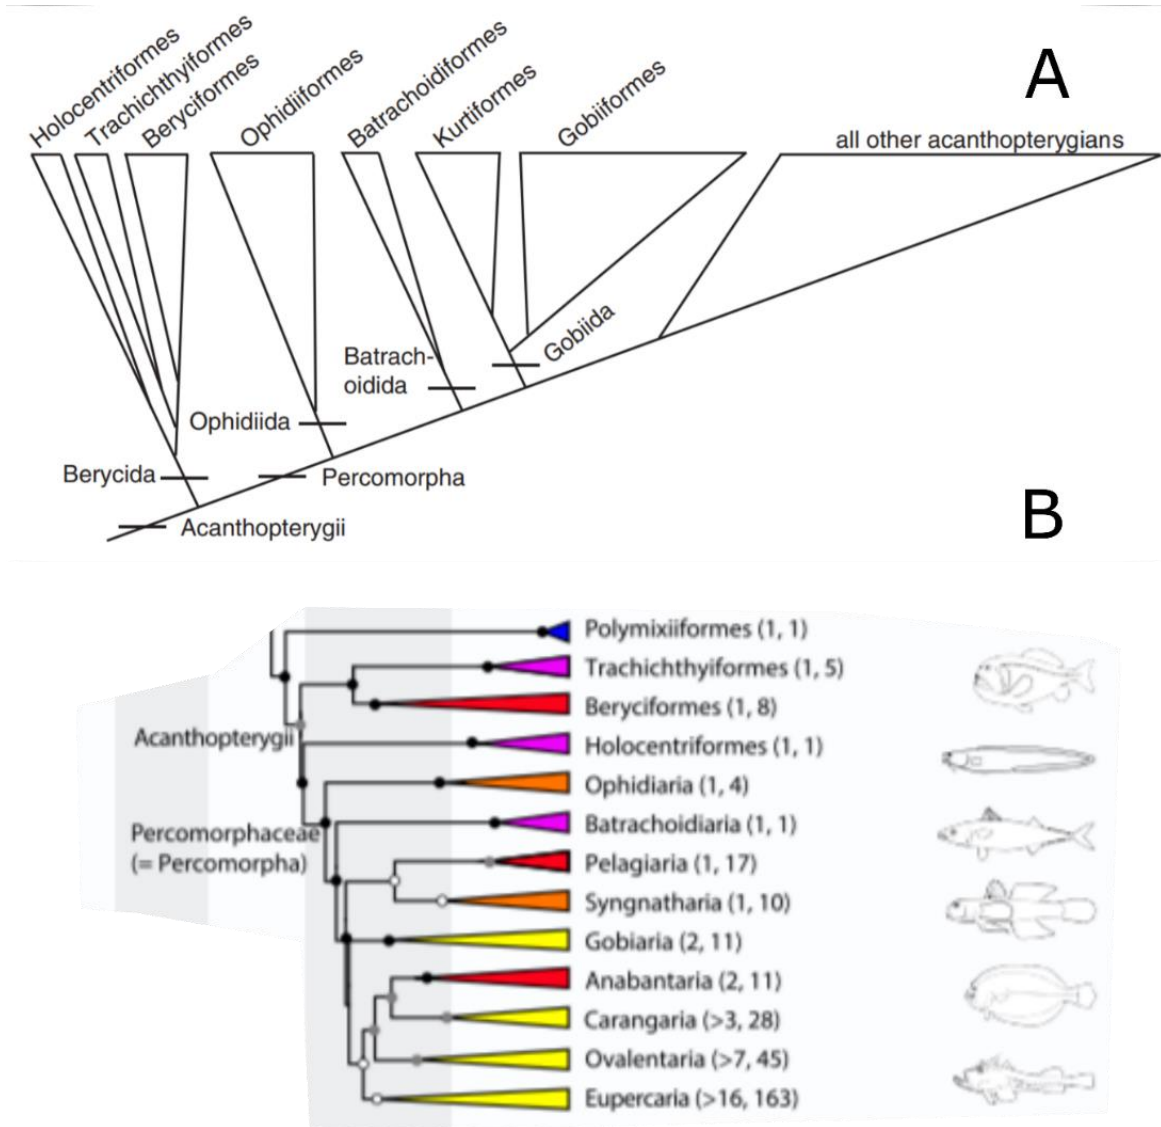 Holocentriformes
Trachichthyiformes
Beryciformes
Ophidiiformes
Batrachoidiformes
Kurtiformes
Gobiiformes
A
all other acanthopterygians
Gobiida
Batrach-
oidida
Ophidiida
Berycida
Percomorpha
Acanthopterygii
B
Polymixiiformes (1, 1)
Trachichthyiformes (1, 5)
Beryciformes (1, 8)
Acanthopterygii
Holocentriformes (1, 1)
Ophidiaria (1, 4)
Batrachoidiaria (1, 1)
Percomorphaceae
(= Percomorpha)
Pelagiaria (1, 17)
Syngnatharia (1, 10)
Gobiaria (2, 11)
Anabantaria (2, 11)
Carangaria (>3, 28)
Ovalentaria (>7, 45)
Eupercaria (>16, 163)